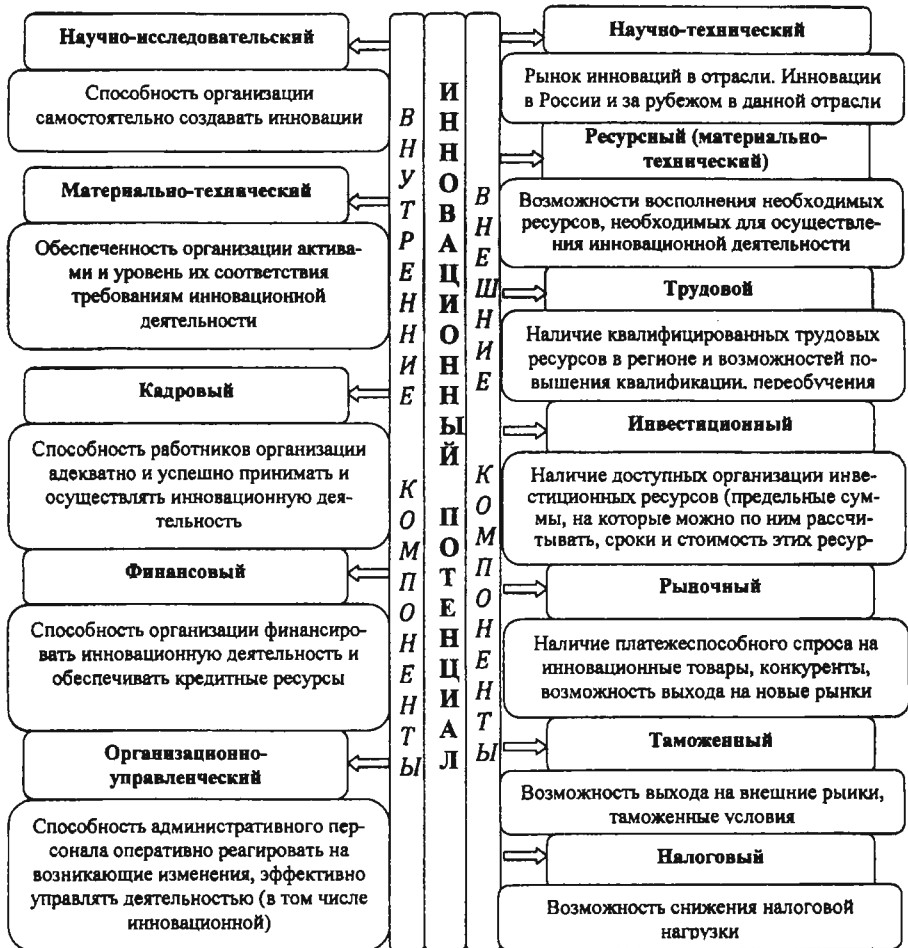 Научно-исследовательский
Способность организации
самостоятельно создавать инновации
Материально-технический
Обеспеченность организации актива-
ми и уровень их соответствия
требованиям инновационной
деятельности
Кадровый
Способность работников организации
адекватно и успешно принимать и
осуществлять инновационную дея-
тельность
Финансовый
Способность организации финансиро-
вать инновационную деятельность и
обеспечивать кредитные ресурсы
Организационно-
управленческий
Способность административного пер-
сонала оперативно реагировать на
возникающие изменения, эффективно
управлять деятельностью (в том числе
инновационной)
ВНУТРЕННИЕ КОМПОНЕНТЫ
ИННОВАЦИОННЫЙ ПОТЕНЦИАЛ
ВНЕШНИЕ КОМПОНЕНТЫ
Научно-технический
Рынок инноваций в отрасли. Инновации
в России и за рубежом в данной отрасли
Ресурсный (материально-
технический)
Возможности восполнения необходимых
ресурсов, необходимых для осуществле-
ния инновационной деятельности
Трудовой
Наличие квалифицированных трудовых
ресурсов в регионе и возможностей по-
вышения квалификации, переобучения
Инвестиционный
Наличие доступных организации инве-
стиционных ресурсов (предельные сум-
мы, на которые можно по ним рассчи-
тывать, сроки и стоимость этих ресур-
Рыночный
Наличие платежеспособного спроса на
инновационные товары, конкуренты,
возможность выхода на новые рынки
Таможенный
Возможность выхода на внешние рынки,
таможенные условия
Налоговый
Возможность снижения налоговой
нагрузки